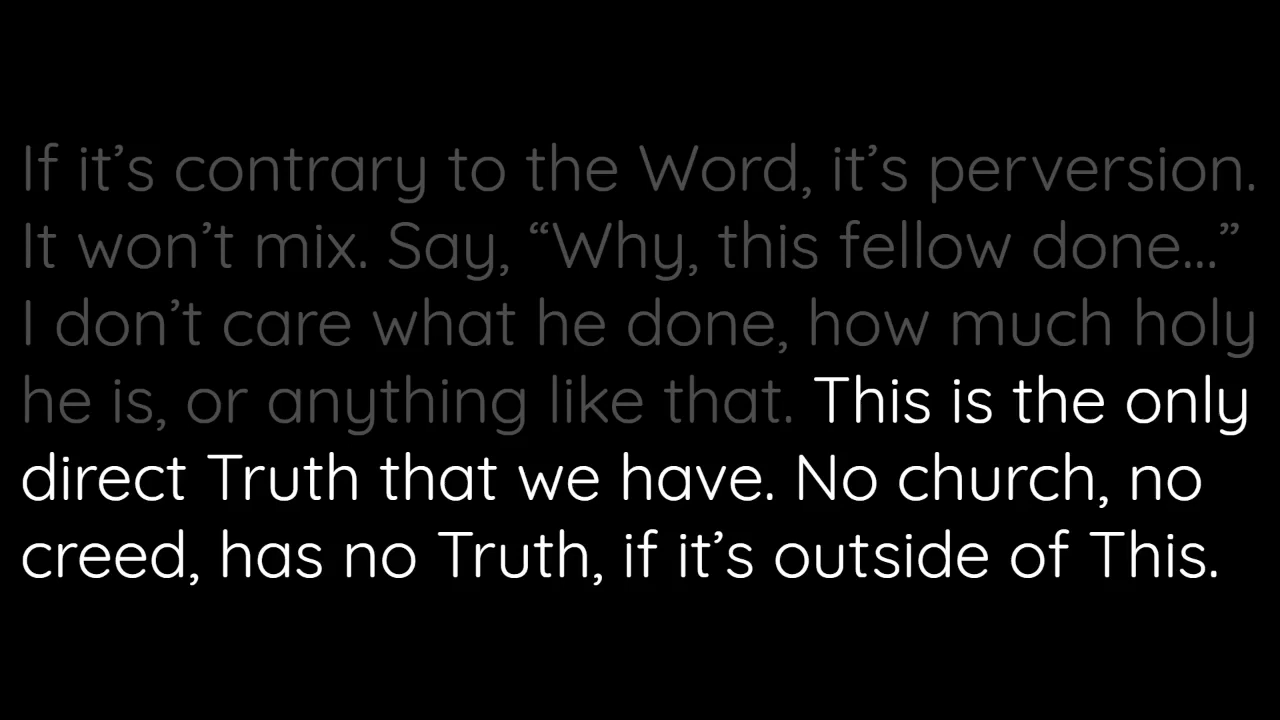 If it’s contrary to the Word, it’s perversion.
It won’t mix. Say, “Why, this fellow done...”
I don’t care what he done, how much holy
he is, or anything like that. This is the only
direct Truth that we have. No church, no
creed, has no Truth, if it’s outside of This.